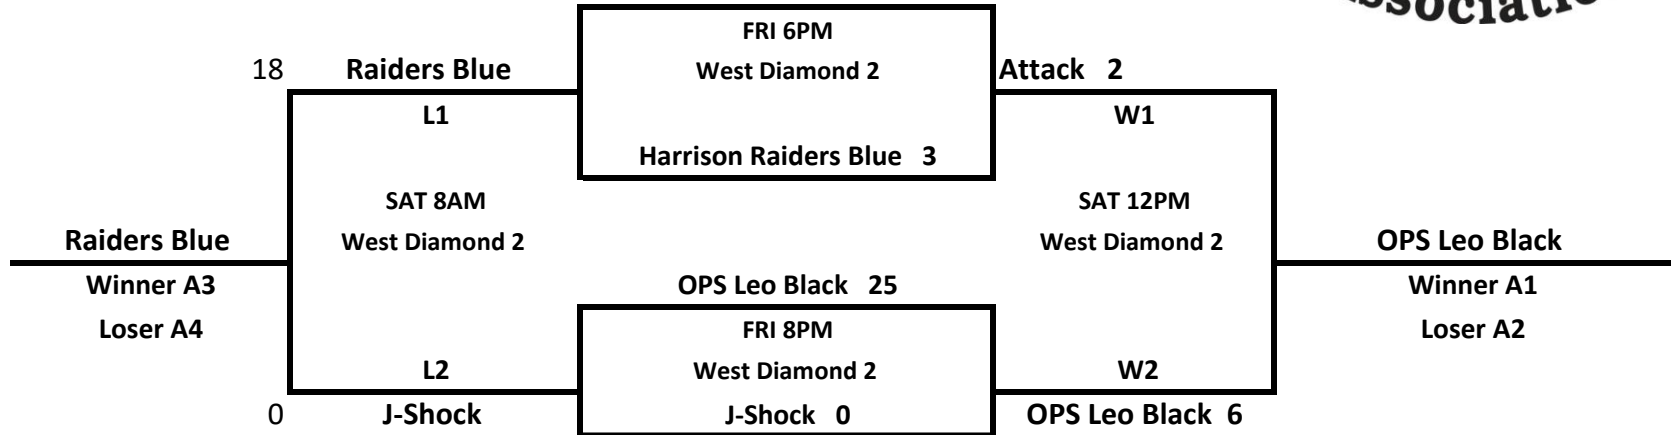 ssociatio
FRI 6PM
18 Raiders Blue West Diamond 2 Attack 2
L1 W1
Harrison Raiders Blue 3
SAT 8AM SAT 12PM
Raiders Blue West Diamond 2 West Diamond 2 OPS Leo Black
Winner A3 OPS Leo Black 25 Winner A1
Loser A4 FRI 8PM Loser A2
L2 West Diamond 2 W2
0 J-Shock J-Shock 0 OPS Leo Black 6